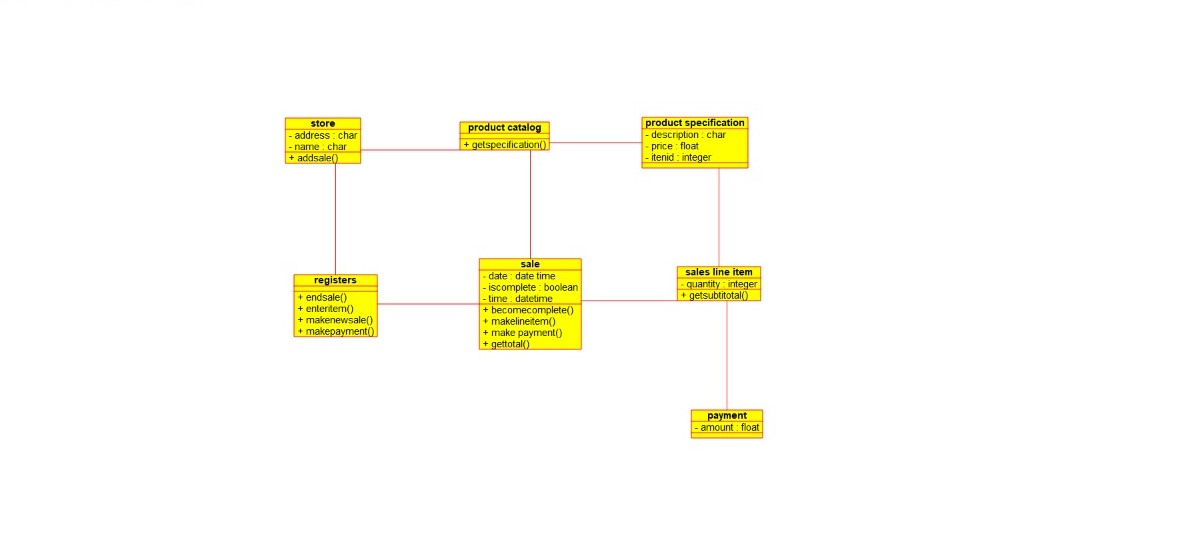 store
- address : char
- name : char
+ addsale()
product catalog
+ getspecification()
product specification
- description : char
- price : float
- itenid : integer
registers
+ endsale()
+ enteritem()
+ makenewsale()
+ makepayment()
sale
- date : date time
- iscomplete : boolean
- time : datetime
+ becomecomplete()
+ makelineitem()
+ make payment()
+ gettotal()
sales line item
- quantity : integer
+ getsubtitotal()
payment
- amount : float